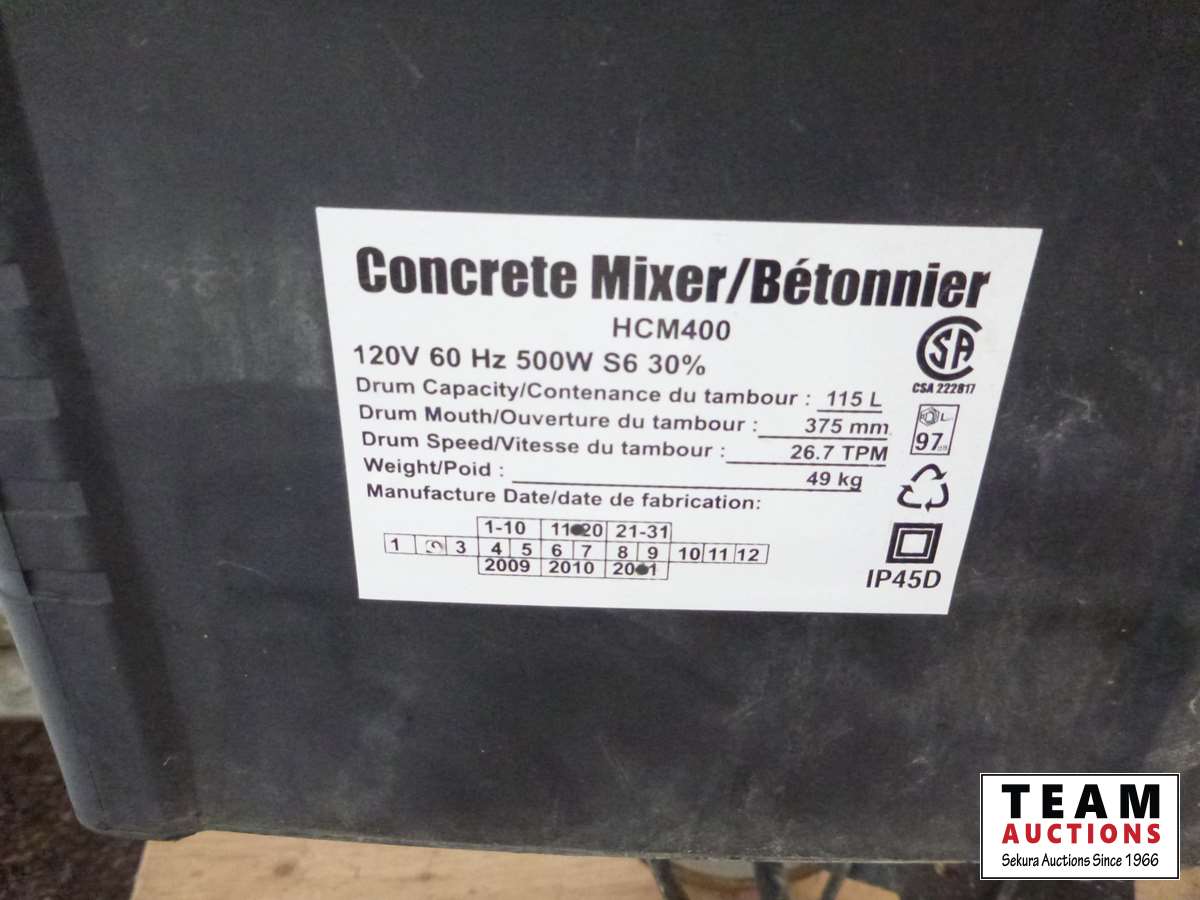 Concrete Mixer/Bétonnier
HCM400
120V 60 Hz 500W S6 30%
CSA 222817
Drum Capacity/Contenance du tambour : 115 L
Drum Mouth/Ouverture du tambour : 375 mm
Drum Speed/Vitesse du tambour : 26.7 TPM
97
Weight/Poid : 49 kg
Manufacture Date/date de fabrication:
1-10 11 20 21-31
1 3 4 5 6 7 8 9 10 11 12
2009 2010 2011
IP45D
TEAM
AUCTIONS
Sekura Auctions Since 1966